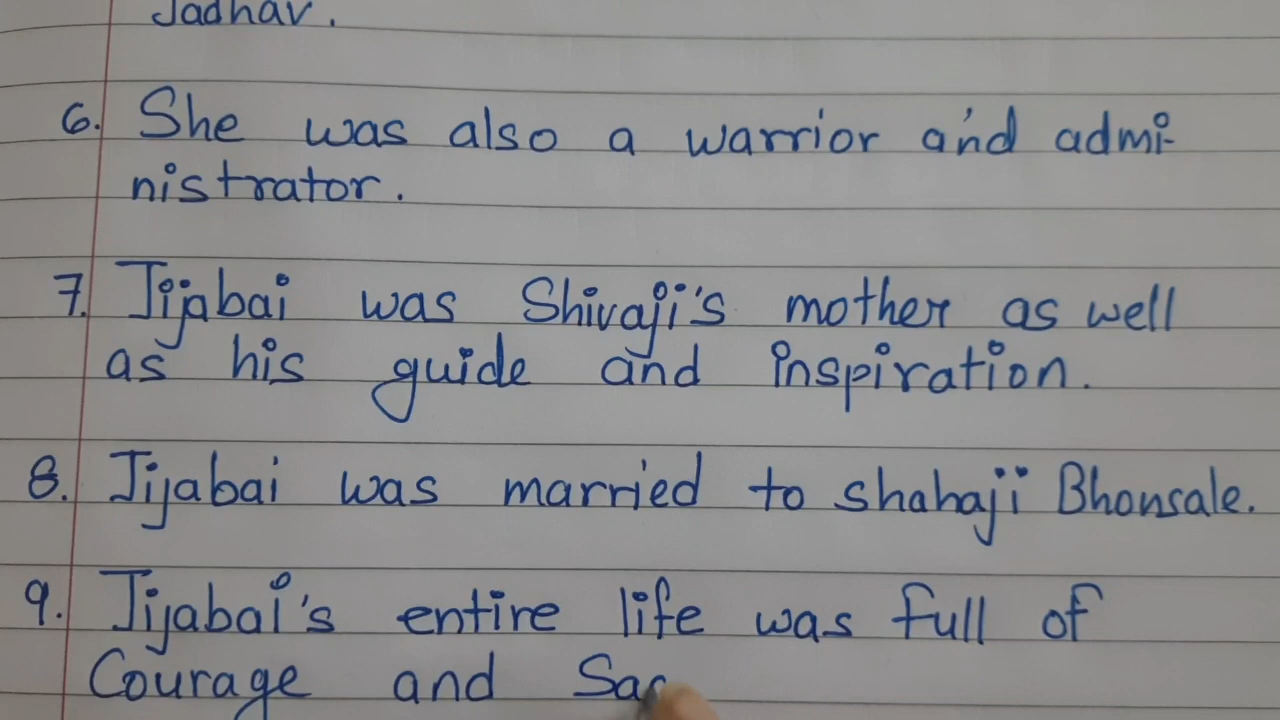 Jadhav.
6. She was also a warrior and admi-
nistrator.
7. Jijabai was Shivaji's mother as well
as his guide and inspiration.
8. Jijabai was married to shahaji Bhonsale.
9. Jijabai's entire life was full of
Courage and